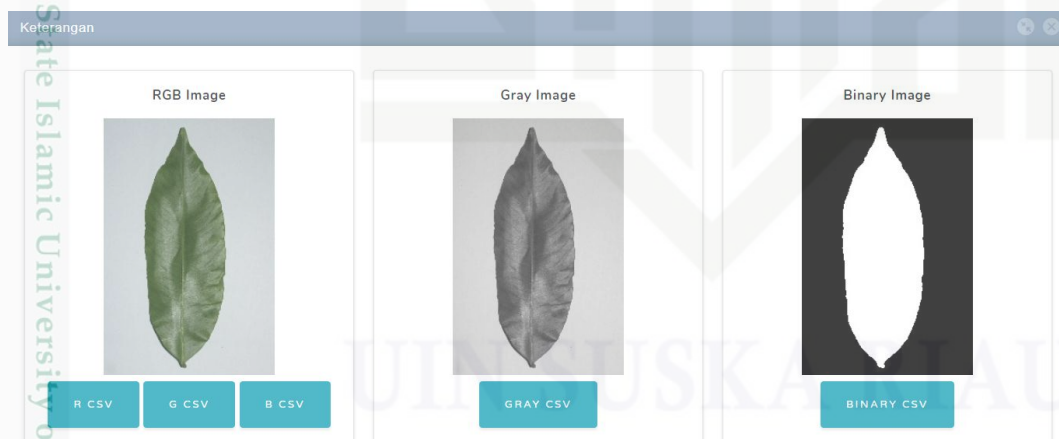 Keterangan
RGB Image
Gray Image
Binary Image
R CSV
G CSV
B CSV
GRAY CSV
BINARY CSV
State Islamic University o
UIN SUSKA RIAU